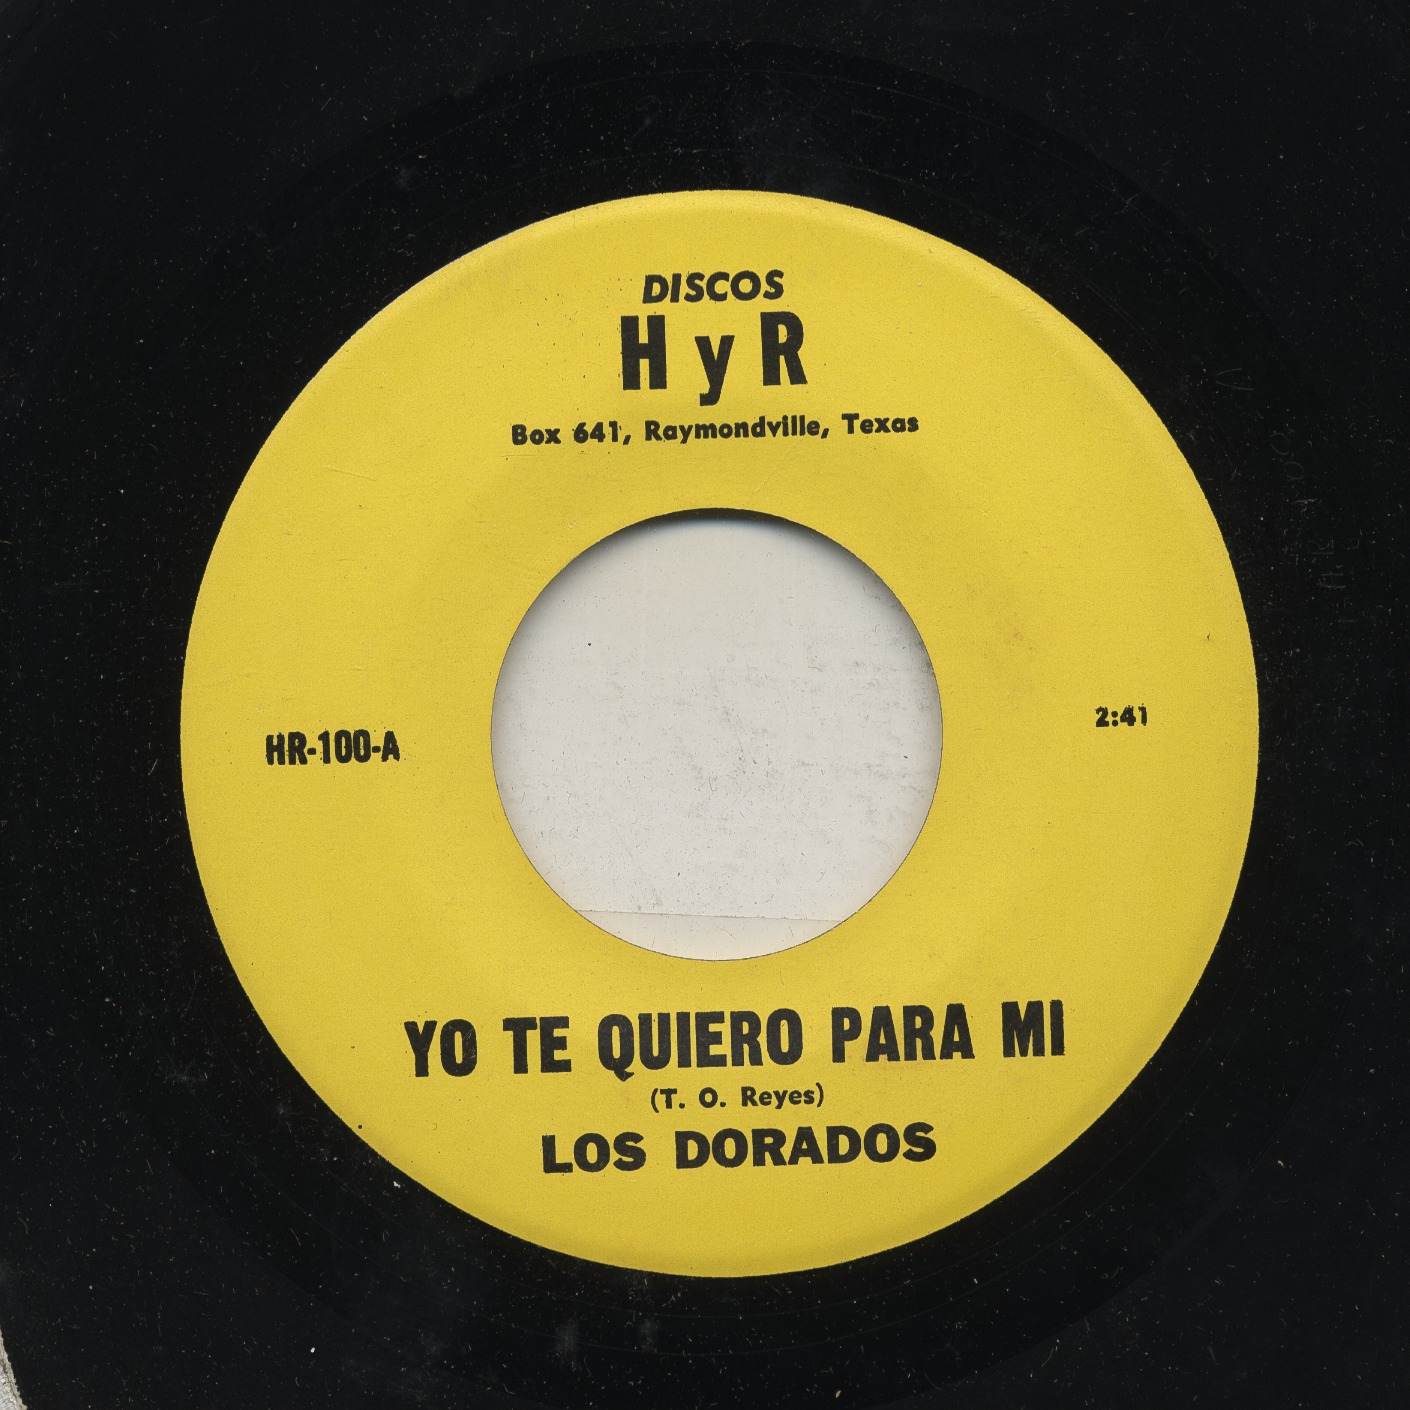 DISCOS
H y R
Box 641, Raymondville, Texas
HR-100-A
2:41
YO TE QUIERO PARA MI
(T. O. Reyes)
LOS DORADOS